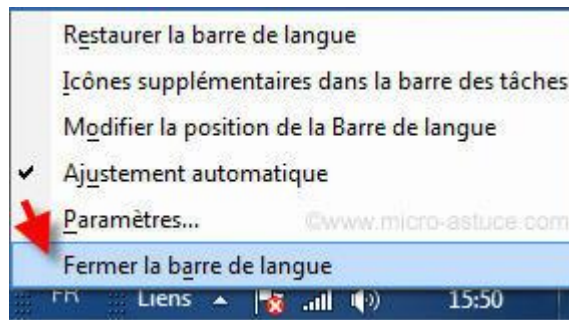 Restaurer la barre de langue
Icônes supplémentaires dans la barre des tâches
Modifier la position de la Barre de langue
Ajustement automatique
Paramètres...
©www.micro-astuce.com
Fermer la barre de langue
FR Liens 15:50